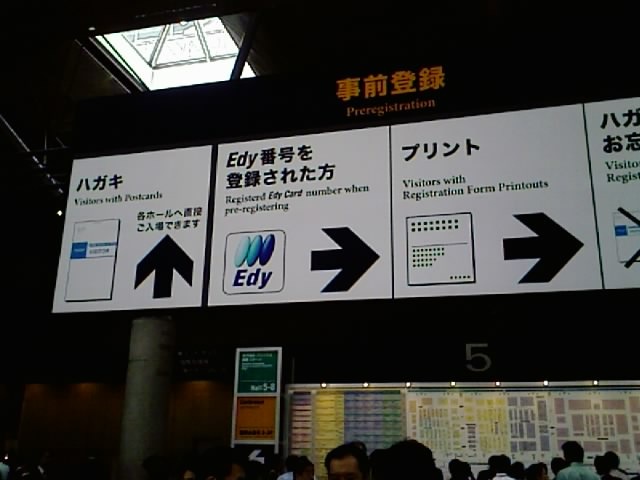 事前登録
Preregistration
ハガキ
Visitors with Postcards
各ホールへ直接
ご入場できます
Edy番号を
登録された方
Registerd Edy Card number when
pre-registering
Edy
プリント
Visitors with
Registration Form Printouts
ハガ
お忘
Visito
Regist
5
Hall 5-8